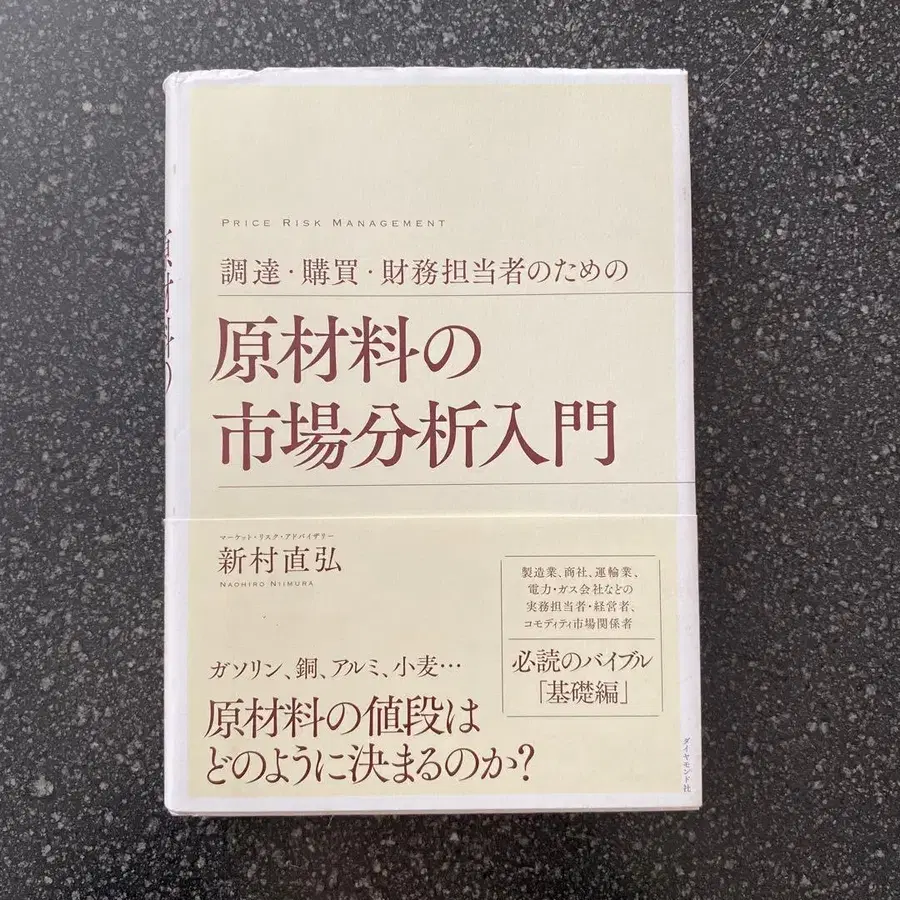 PRICE RISK MANAGEMENT
調達・購買・財務担当者のための
原材料の
市場分析入門
マーケット・リスク・アドバイザリー
新村直弘
NAOHIRO NIIMURA
製造業、商社、運輸業、
電力・ガス会社などの
実務担当者・経営者、
コモディティ市場関係者
必読のバイブル
「基礎編」
ガソリン、銅、アルミ、小麦…
原材料の値段は
どのように決まるのか?
ダイヤモンド社
原材料の